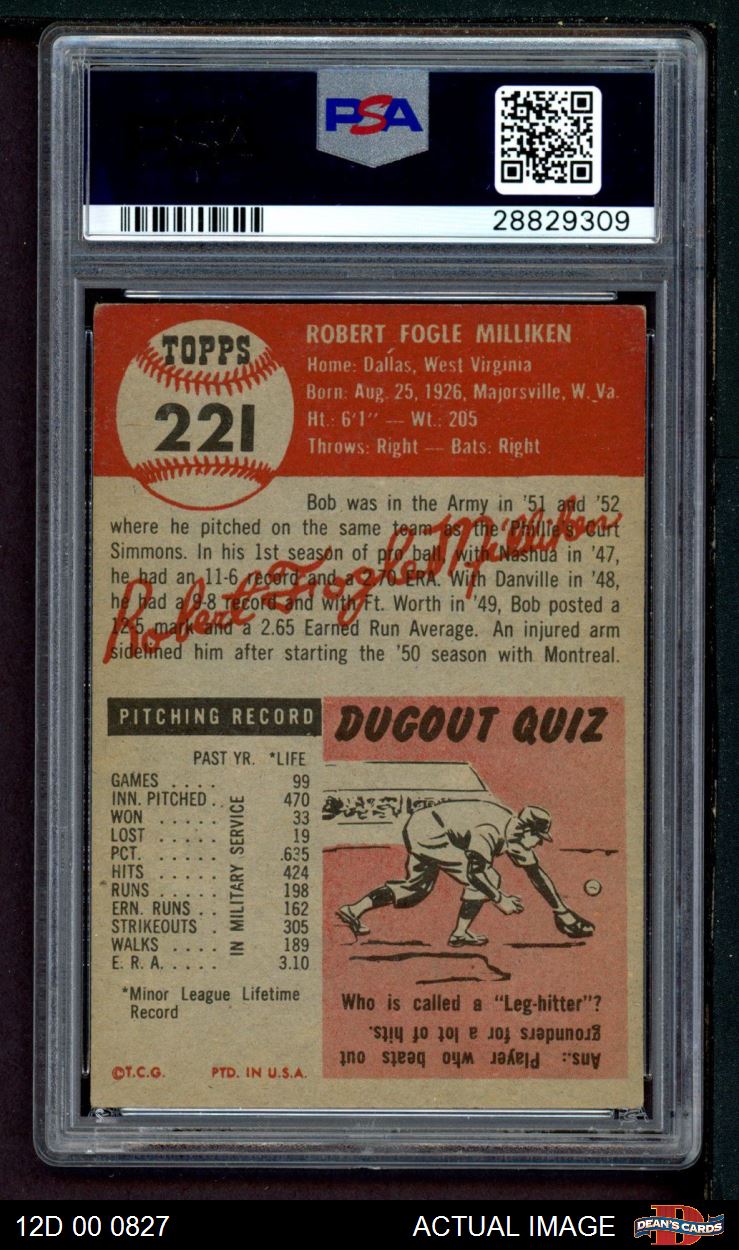 PSA
28829309
TOPPS
221
ROBERT FOGLE MILLIKEN
Home: Dallas, West Virginia
Born: Aug. 25, 1926, Majorsville, W. Va.
Ht.: 6'1'' — Wt.: 205
Throws: Right — Bats: Right
Bob was in the Army in '51 and '52
where he pitched on the same team as the Phillie's Curt
Simmons. In his 1st season of pro ball, with Nashua in '47,
he had an 11-6 record and a 2.70 ERA. With Danville in '48,
he had a 9-8 record and with Ft. Worth in '49, Bob posted a
12-5 mark and a 2.65 Earned Run Average. An injured arm
sidelined him after starting the '50 season with Montreal.
Robert Fogle Milliken
PITCHING RECORD
PAST YR. *LIFE
GAMES . . . . 99
INN. PITCHED . . 470
WON . . . . . 33
LOST . . . . . 19
PCT. . . . . . .635
HITS . . . . . 424
RUNS . . . . . 198
ERN. RUNS . . 162
STRIKEOUTS . 305
WALKS . . . . 189
E. R. A. . . . . 3.10
IN MILITARY SERVICE
*Minor League Lifetime
Record
©T.C.G. PTD. IN U.S.A.
DUGOUT QUIZ
Who is called a "Leg-hitter"?
Ans.: Player who beats out
grounders for a lot of hits.
12D 00 0827
ACTUAL IMAGE
D
DEAN'S CARDS